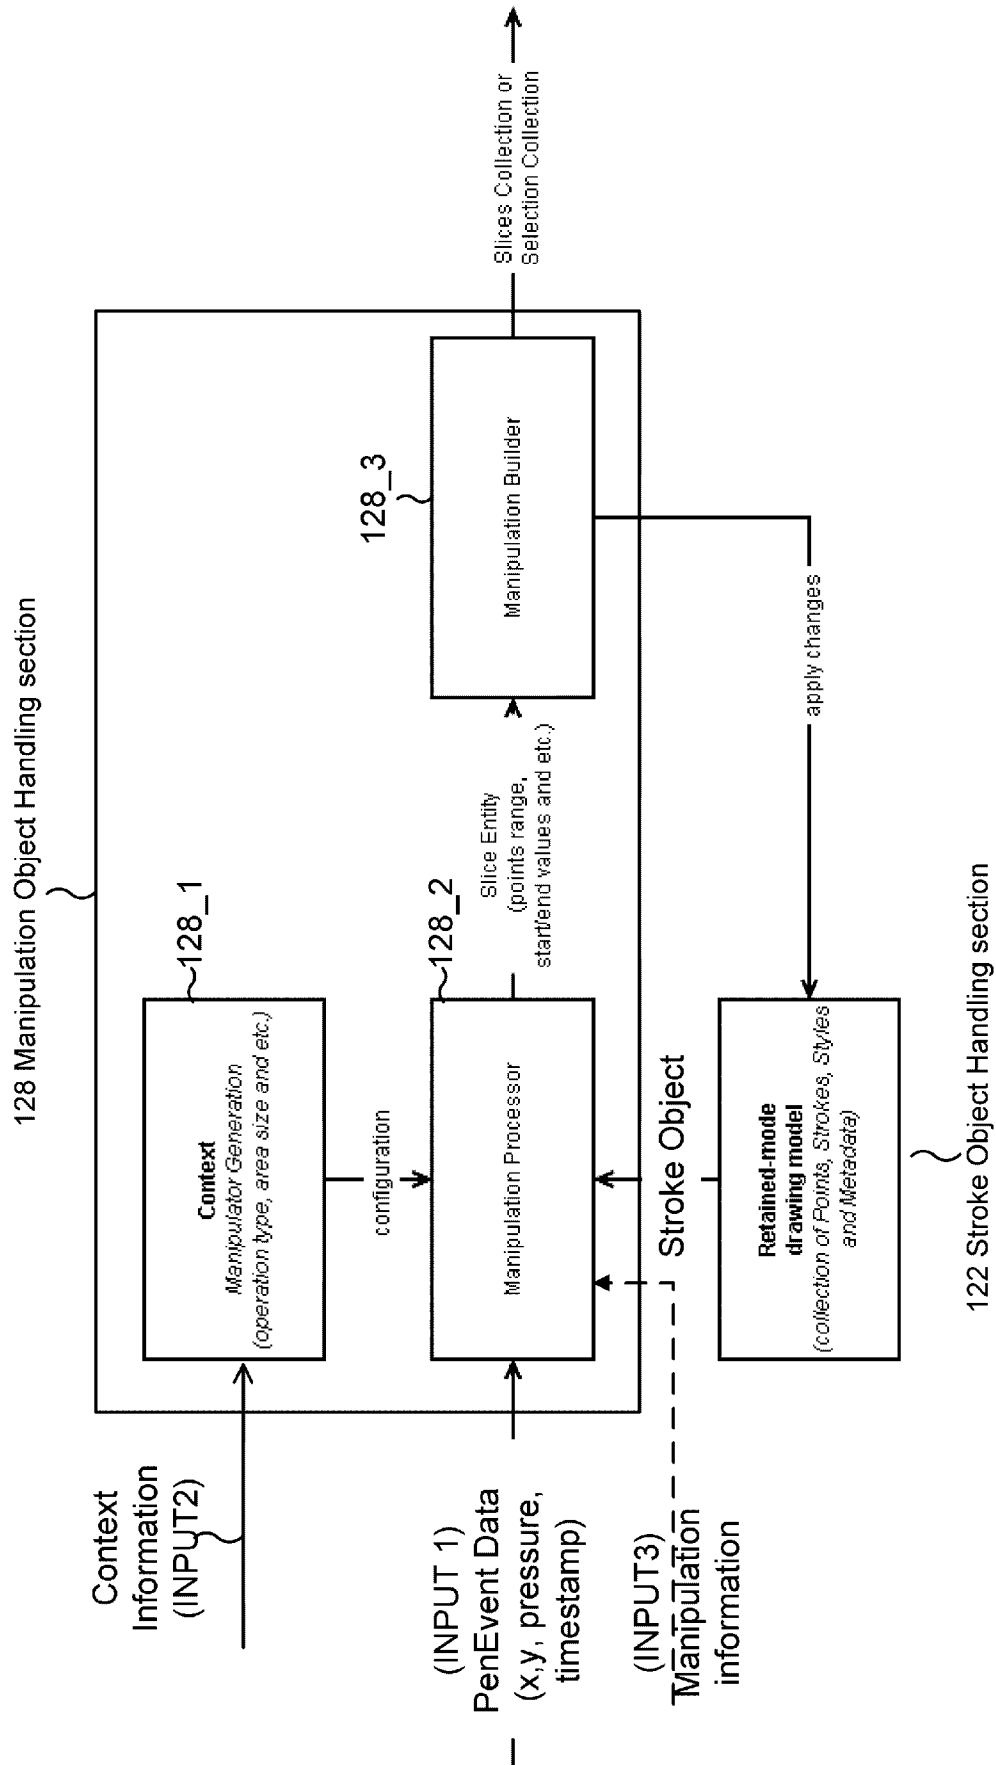 128 Manipulation Object Handling section
Context
Information
(INPUT2)
128_1
Context
Manipulator Generation
(operation type, area size and etc.)
configuration
(INPUT 1)
PenEvent Data
(x,y, pressure,
timestamp)
128_2
Manipulation Processor
Slice Entity
(points range,
start/end values and etc.)
128_3
Manipulation Builder
Slices Collection or
Selection Collection
(INPUT3)
Manipulation
information
Stroke Object
apply changes
Retained-mode
drawing model
(collection of Points, Strokes, Styles
and Metadata)
122 Stroke Object Handling section